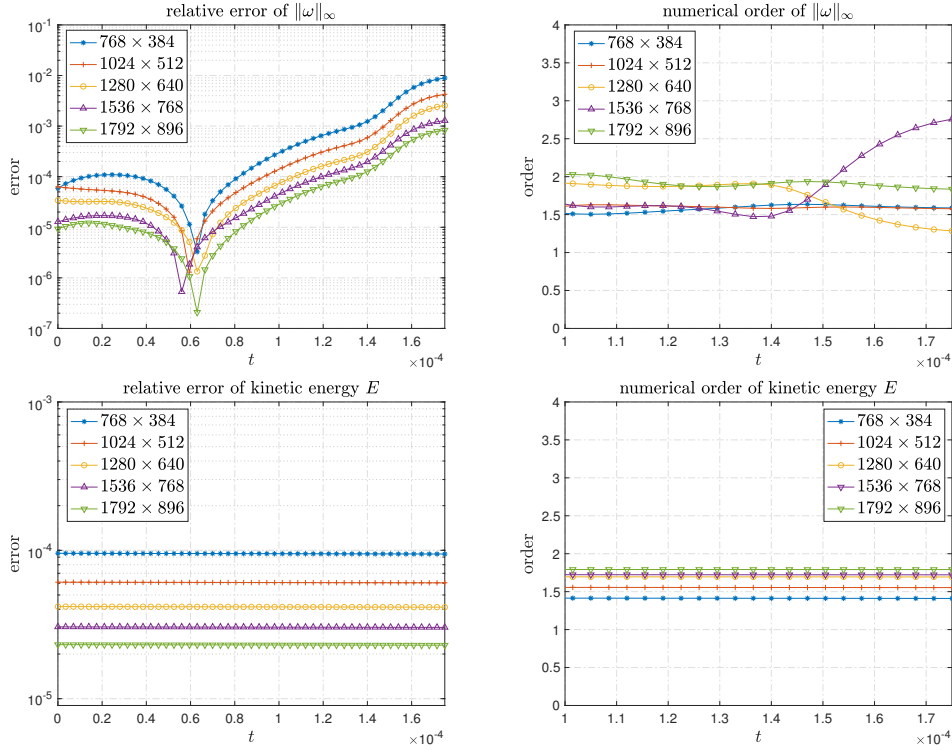 relative error of ∥ω∥∞
10⁻¹
10⁻²
10⁻³
10⁻⁴
10⁻⁵
10⁻⁶
10⁻⁷
error
768 × 384
1024 × 512
1280 × 640
1536 × 768
1792 × 896
0 0.2 0.4 0.6 0.8 1 1.2 1.4 1.6
t
×10⁻⁴
numerical order of ∥ω∥∞
4
3.5
3
2.5
2
1.5
1
0.5
0
order
768 × 384
1024 × 512
1280 × 640
1536 × 768
1792 × 896
1 1.1 1.2 1.3 1.4 1.5 1.6 1.7
t
×10⁻⁴
relative error of kinetic energy E
10⁻³
10⁻⁴
10⁻⁵
error
768 × 384
1024 × 512
1280 × 640
1536 × 768
1792 × 896
0 0.2 0.4 0.6 0.8 1 1.2 1.4 1.6
t
×10⁻⁴
numerical order of kinetic energy E
4
3.5
3
2.5
2
1.5
1
0.5
0
order
768 × 384
1024 × 512
1280 × 640
1536 × 768
1792 × 896
1 1.1 1.2 1.3 1.4 1.5 1.6 1.7
t
×10⁻⁴